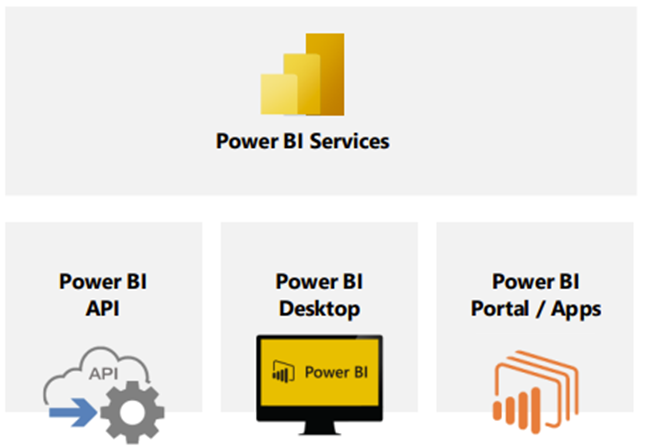 Power BI Services
Power BI
API
Power BI
Desktop
Power BI
Portal / Apps
API
Power BI